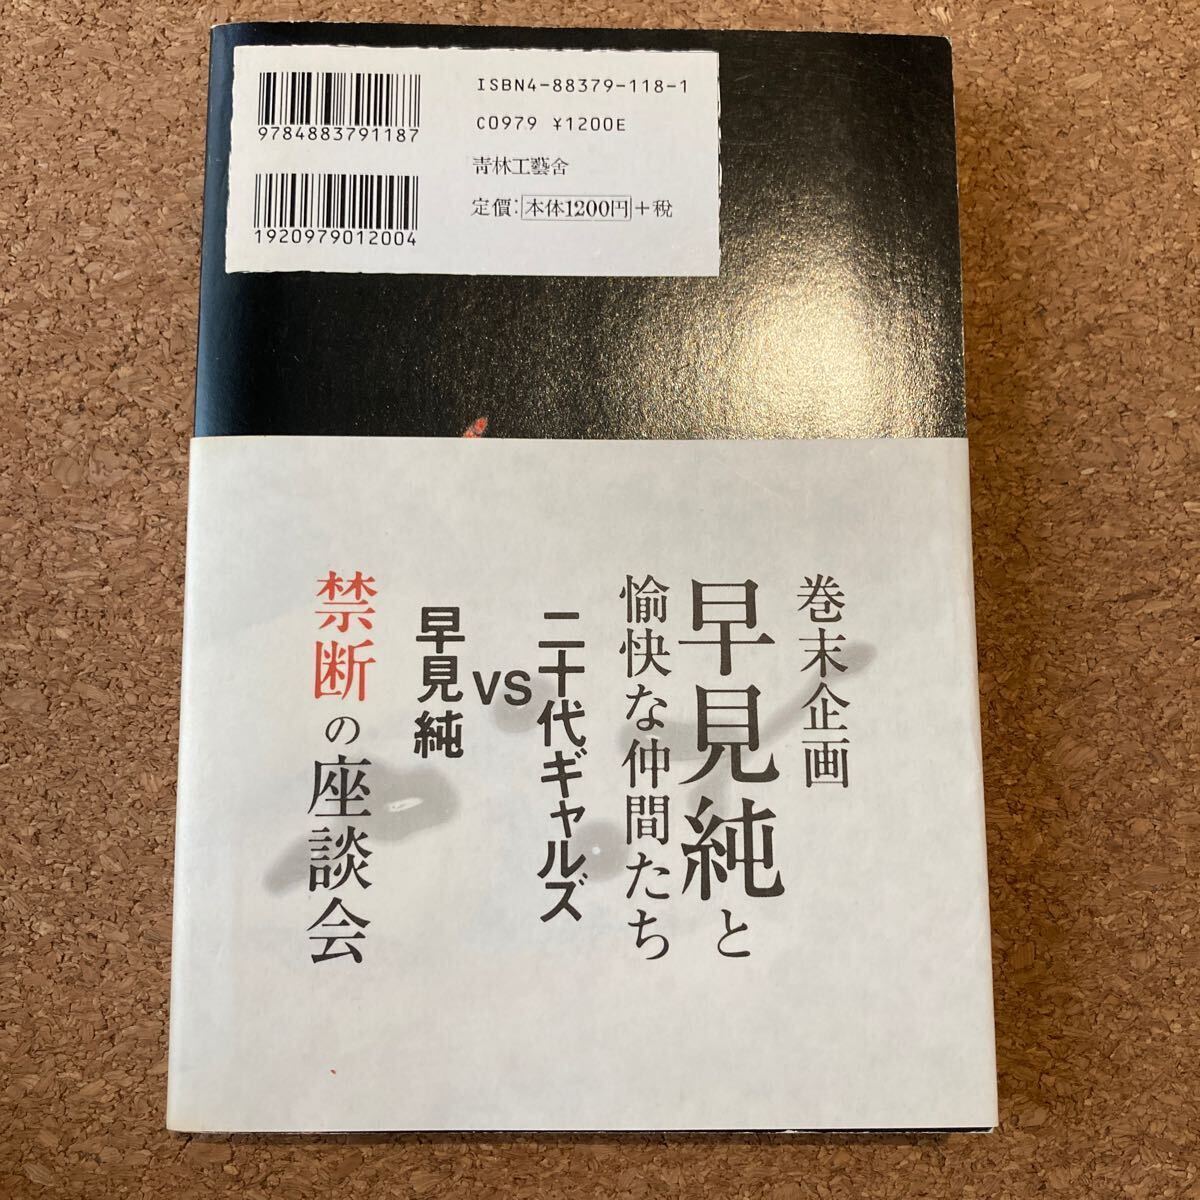 ISBN4-88379-118-1
9784883791187
C0979 ¥1200E
青林工藝舎
定價：本体1200円＋税
1920979012004
巻末企画
早見純と
愉快な仲間たち
二十代ギャルズ
VS
早見純
禁断の座談会